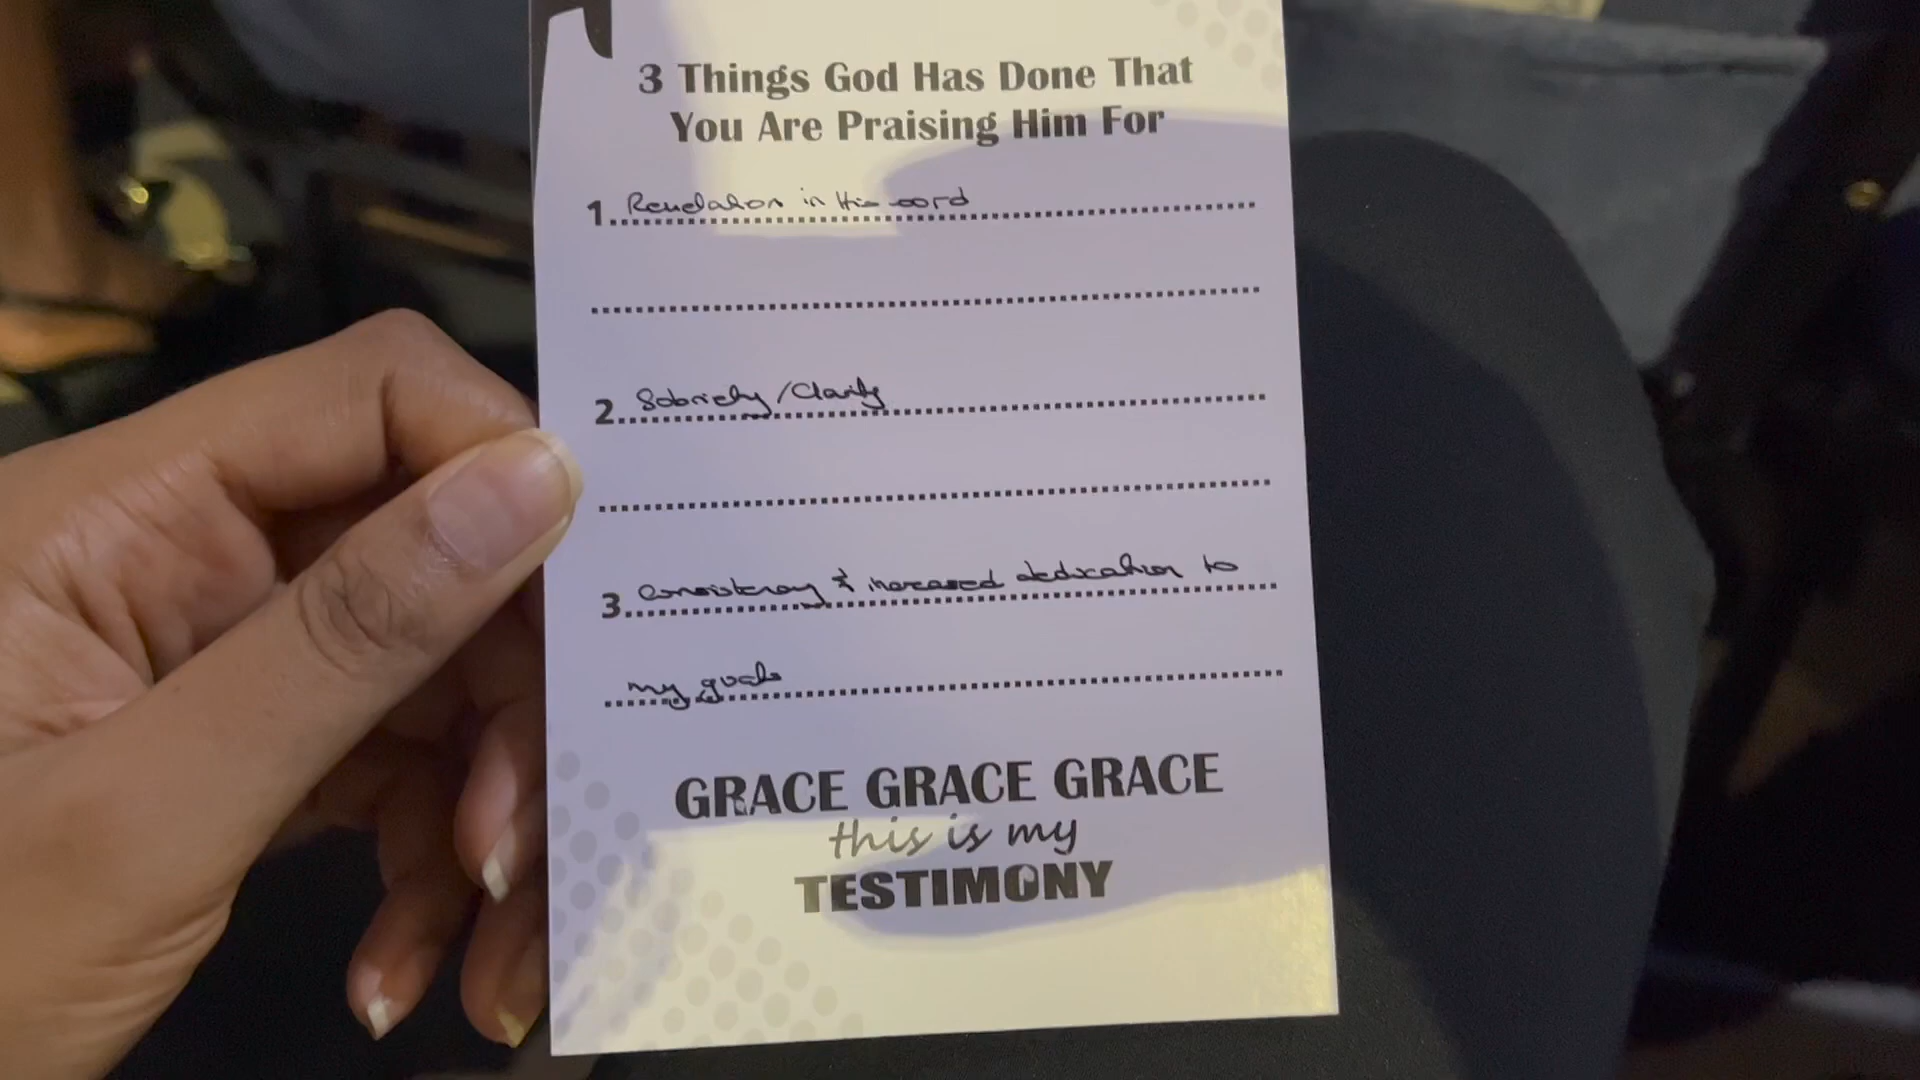 3 Things God Has Done That
You Are Praising Him For
1. Revelation in His word
2. Sobriety/Clarity
3. Consistency & increased dedication to
my goals
GRACE GRACE GRACE
this is my
TESTIMONY